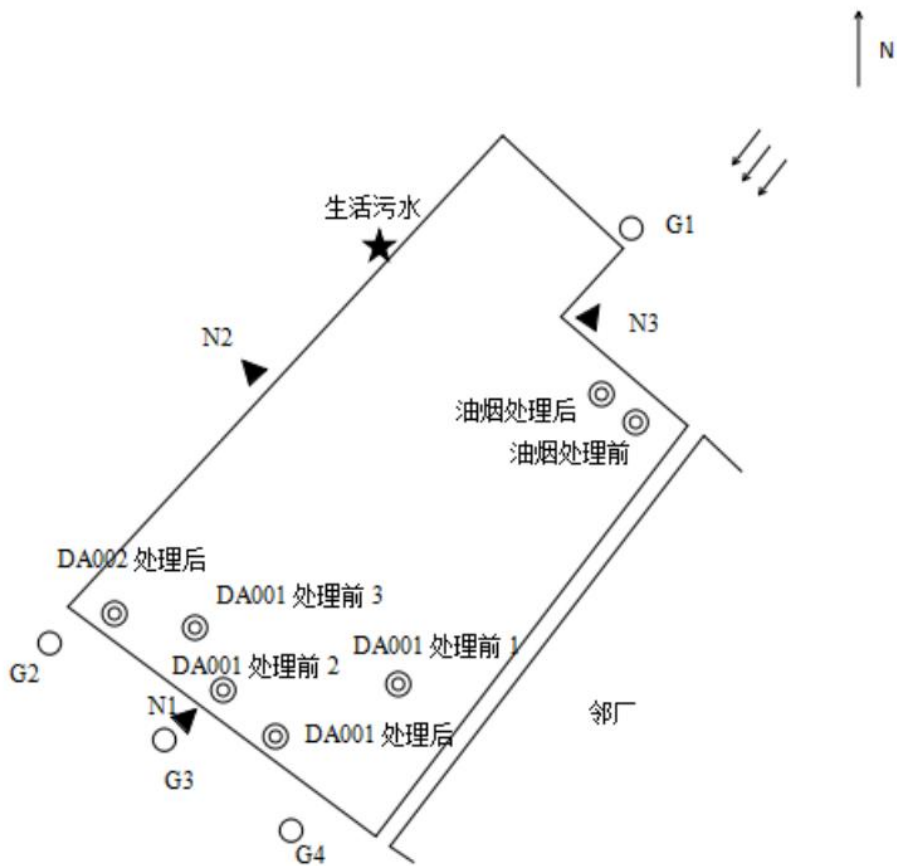 N
生活污水
G1
N3
N2
油烟处理后
油烟处理前
DA002 处理后
DA001 处理前 3
DA001 处理前 1
DA001 处理前 2
G2
N1
邻厂
DA001 处理后
G3
G4